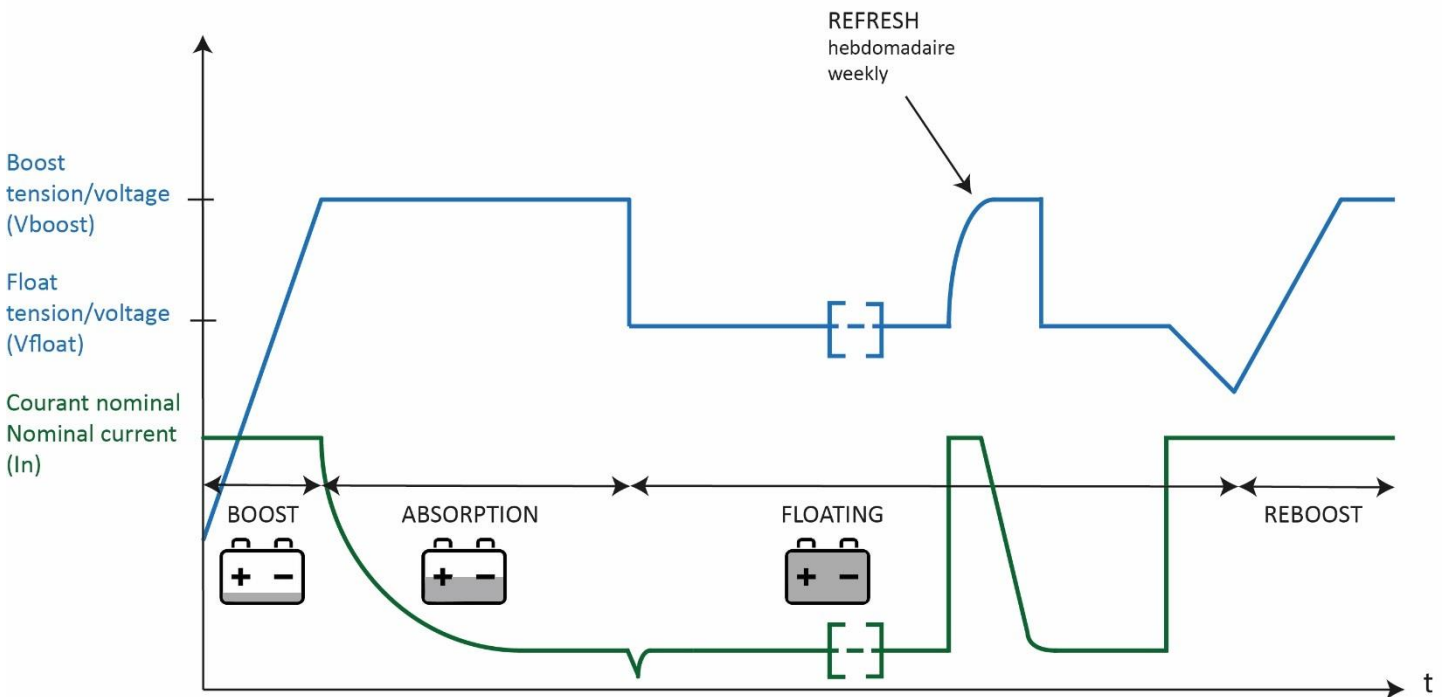 REFRESH
hebdomadaire
weekly
Boost
tension/voltage
(Vboost)
Float
tension/voltage
(Vfloat)
Courant nominal
Nominal current
(In)
BOOST
ABSORPTION
FLOATING
REBOOST
+ −
+ −
+ −
t